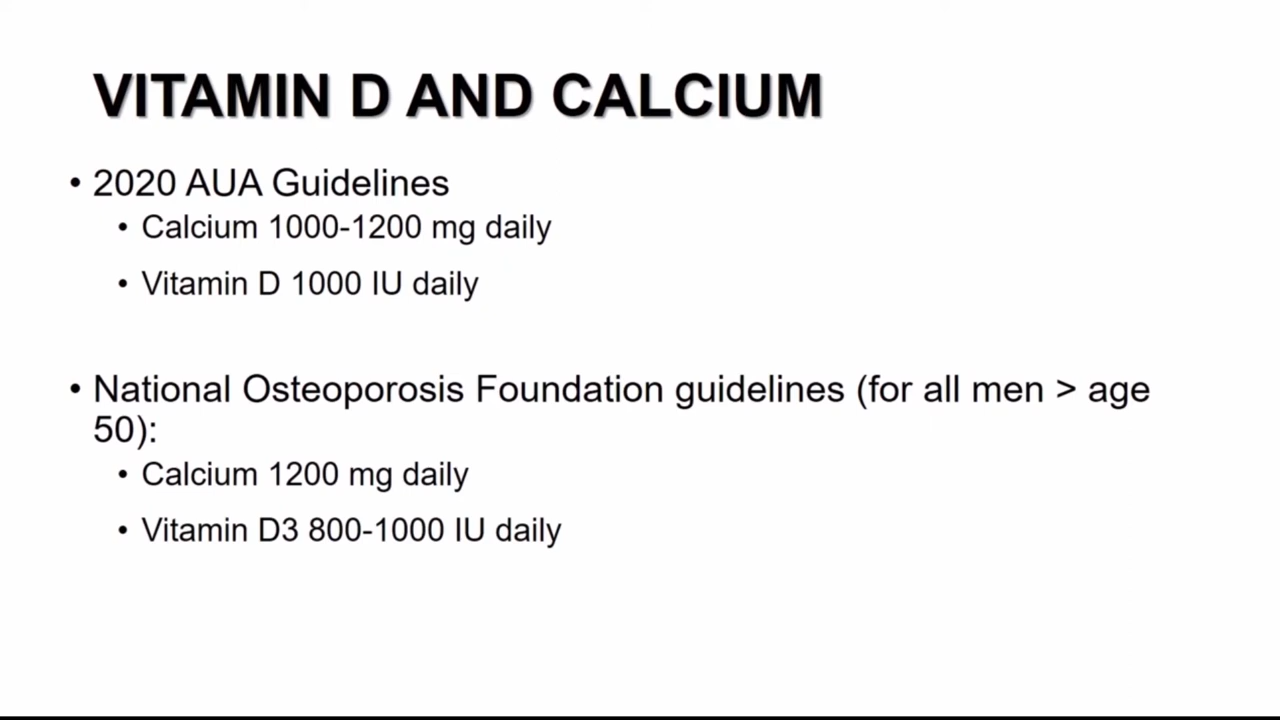 VITAMIN D AND CALCIUM
• 2020 AUA Guidelines
• Calcium 1000-1200 mg daily
• Vitamin D 1000 IU daily
• National Osteoporosis Foundation guidelines (for all men > age
50):
• Calcium 1200 mg daily
• Vitamin D3 800-1000 IU daily